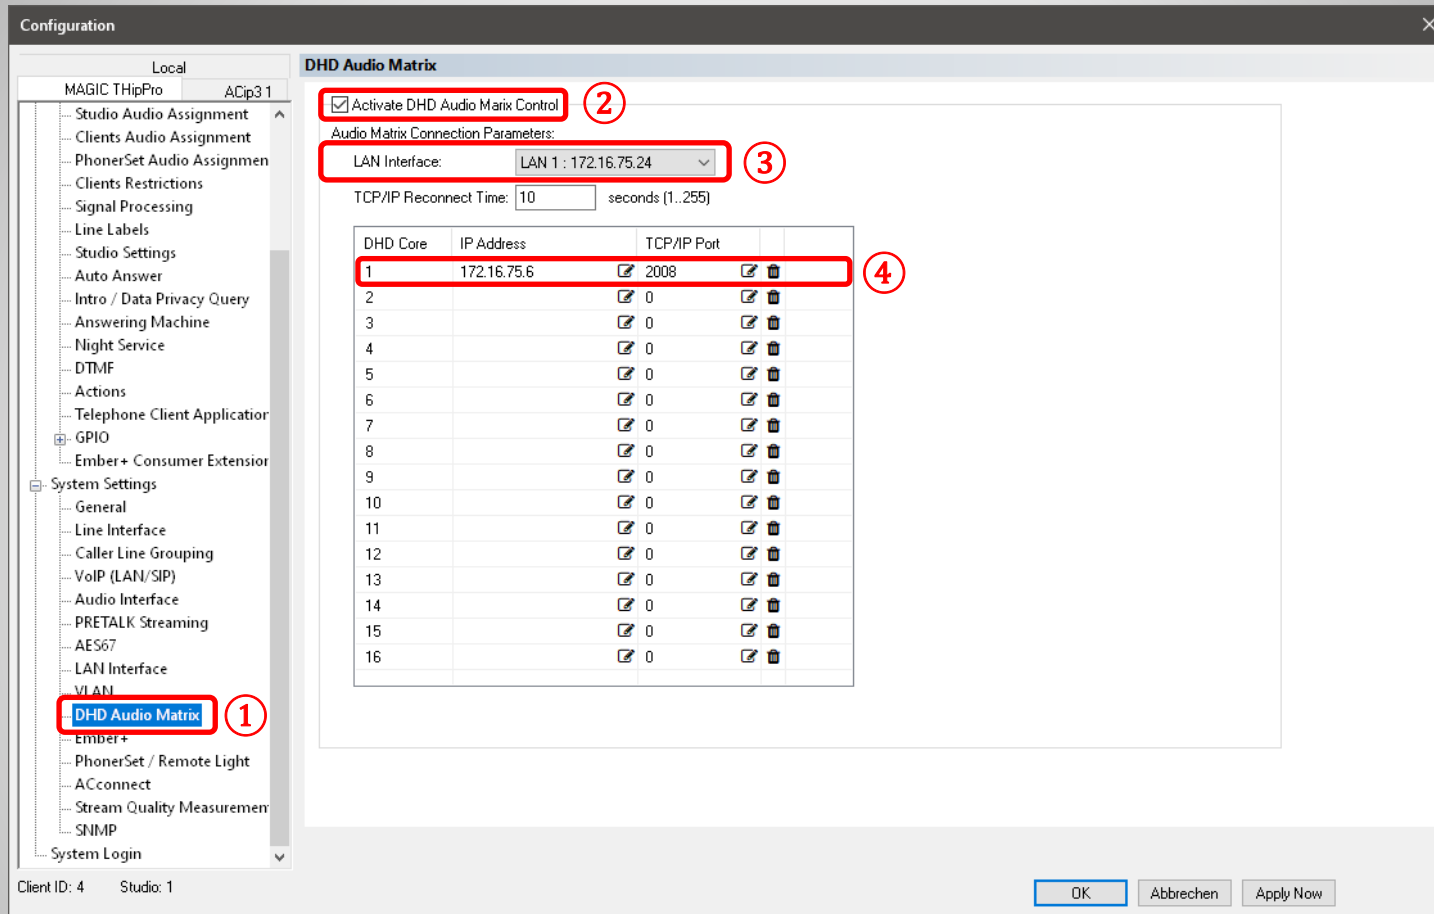 Configuration
Local
MAGIC THipPro
ACip3 1
Studio Audio Assignment
Clients Audio Assignment
PhonerSet Audio Assignmen
Clients Restrictions
Signal Processing
Line Labels
Studio Settings
Auto Answer
Intro / Data Privacy Query
Answering Machine
Night Service
DTMF
Actions
Telephone Client Application
GPIO
Ember+ Consumer Extension
System Settings
General
Line Interface
Caller Line Grouping
VoIP (LAN/SIP)
Audio Interface
PRETALK Streaming
AES67
LAN Interface
VLAN
DHD Audio Matrix ①
Ember+
PhonerSet / Remote Light
ACconnect
Stream Quality Measuremen
SNMP
System Login
Client ID: 4 Studio: 1
DHD Audio Matrix
Activate DHD Audio Marix Control ②
Audio Matrix Connection Parameters:
LAN Interface: LAN 1 : 172.16.75.24 ③
TCP/IP Reconnect Time: 10 seconds (1..255)
DHD Core IP Address TCP/IP Port
1 172.16.75.6 2008 ④
2 0
3 0
4 0
5 0
6 0
7 0
8 0
9 0
10 0
11 0
12 0
13 0
14 0
15 0
16 0
OK Abbrechen Apply Now